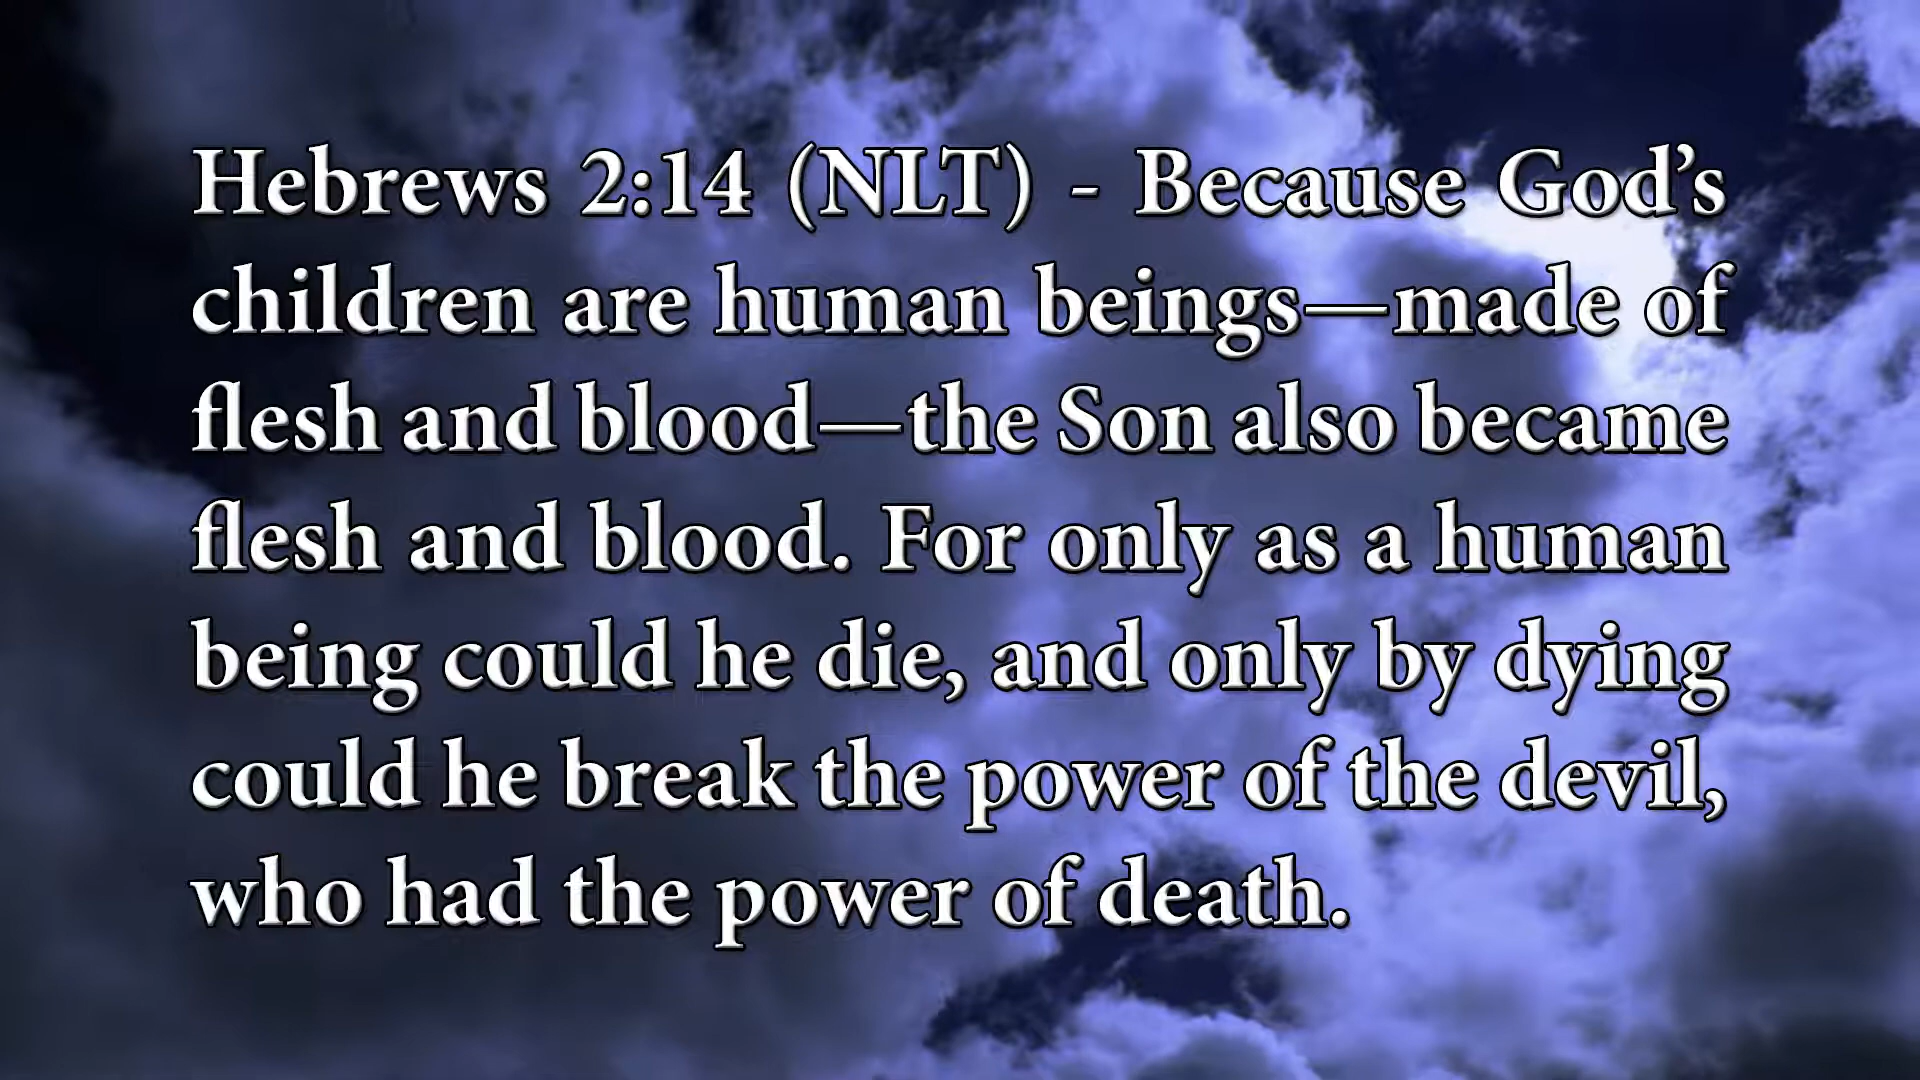 Hebrews 2:14 (NLT) - Because God’s
children are human beings—made of
flesh and blood—the Son also became
flesh and blood. For only as a human
being could he die, and only by dying
could he break the power of the devil,
who had the power of death.